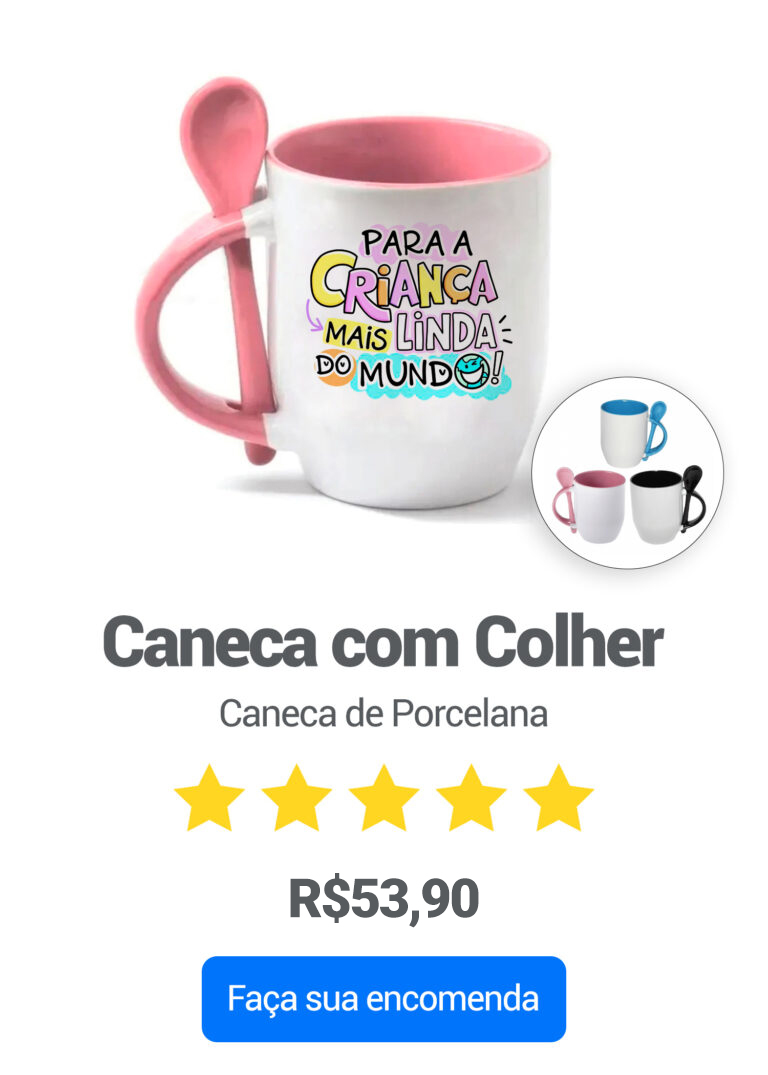 PARA A
CRIANÇA
MAIS LINDA
DO MUNDO!
Caneca com Colher
Caneca de Porcelana
R$53,90
Faça sua encomenda